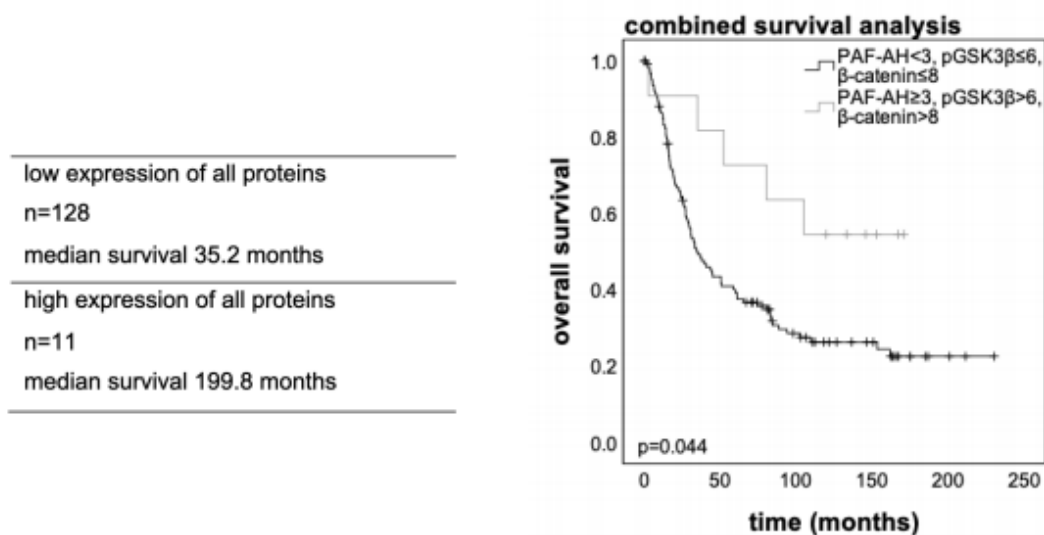 low expression of all proteins
n=128
median survival 35.2 months
high expression of all proteins
n=11
median survival 199.8 months
combined survival analysis
PAF-AH<3, pGSK3β≤6,
β-catenin≤8
PAF-AH≥3, pGSK3β>6,
β-catenin>8
overall survival
1.0
0.8
0.6
0.4
0.2
0.0
p=0.044
0 50 100 150 200 250
time (months)